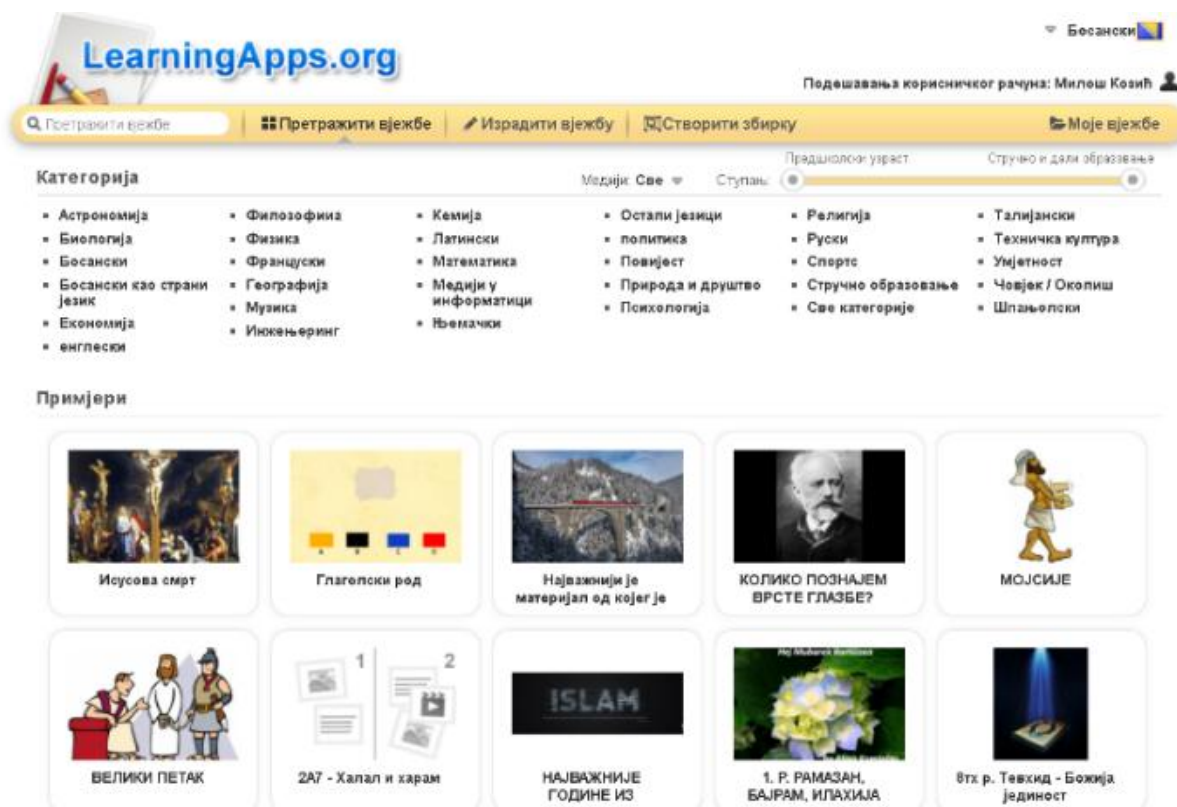 LearningApps.org
Босански
Подешавања корисничког рачуна: Милош Козић
Претражити вјежбе
Претражити вјежбе
Израдити вјежбу
Створити збирку
Моје вјежбе
Категорија
Медији: Све
Ступањ:
Предшколски узраст
Стручно и даљи образвање
Астрономија
Биологија
Босански
Босански као страни
језик
Економија
енглески
Филозофија
Физика
Француски
Географија
Музика
Инжењеринг
Кемија
Латински
Математика
Медији у
информатици
Њемачки
Остали језици
политика
Повијест
Природа и друштво
Психологија
Религија
Руски
Спортс
Стручно образовање
Све категорије
Талијански
Техничка култура
Умјетност
Човјек / Околиш
Шпањолски
Примјери
Исусова смрт
A B C D
Глаголски род
Најважнији је
материјал од којег је
КОЛИКО ПОЗНАЈЕМ
ВРСТЕ ГЛАЗБЕ?
МОЈСИЈЕ
ВЕЛИКИ ПЕТАК
1 2
2А7 - Халал и харам
ISLAM
НАЈВАЖНИЈЕ
ГОДИНЕ ИЗ
1. Р. РАМАЗАН,
БАЈРАМ, ИЛАХИЈА
8тх р. Тевхид - Божија
јединост